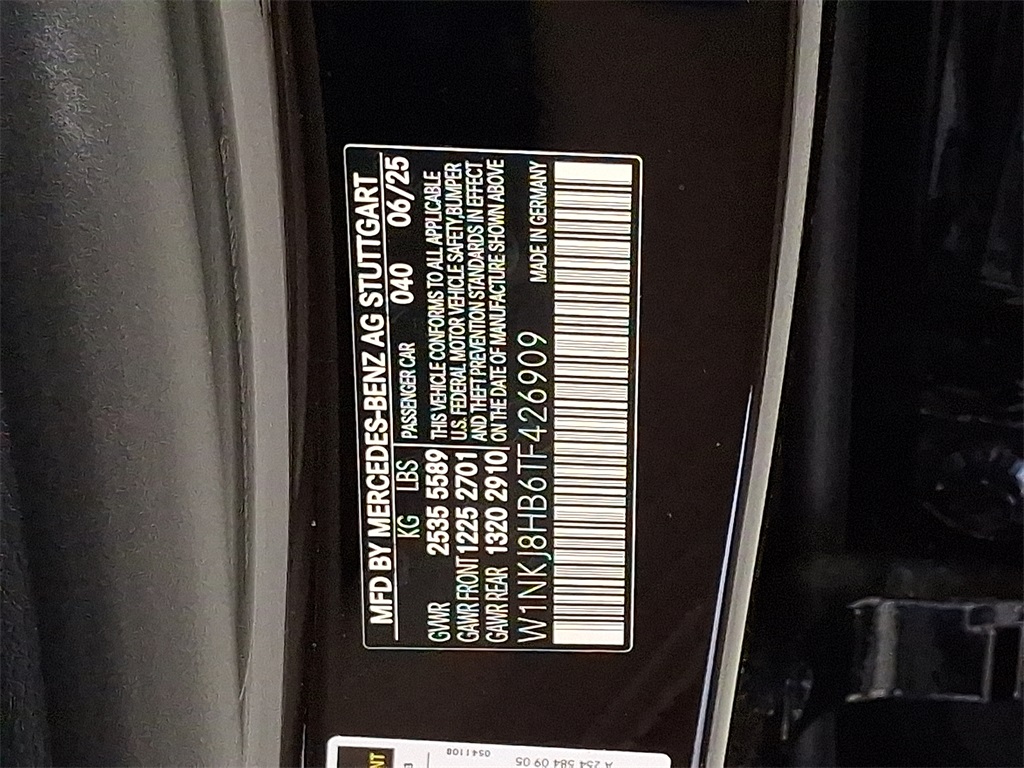 MFD BY MERCEDES-BENZ AG STUTTGART
KG LBS PASSENGER CAR 040 06/25
GVWR 2535 5589 THIS VEHICLE CONFORMS TO ALL APPLICABLE
U.S. FEDERAL MOTOR VEHICLE SAFETY, BUMPER
GAWR FRONT 1225 2701 AND THEFT PREVENTION STANDARDS IN EFFECT
GAWR REAR 1320 2910 ON THE DATE OF MANUFACTURE SHOWN ABOVE
W1NKJ8HB6TF426909 MADE IN GERMANY
0541108
A 254 584 09 05